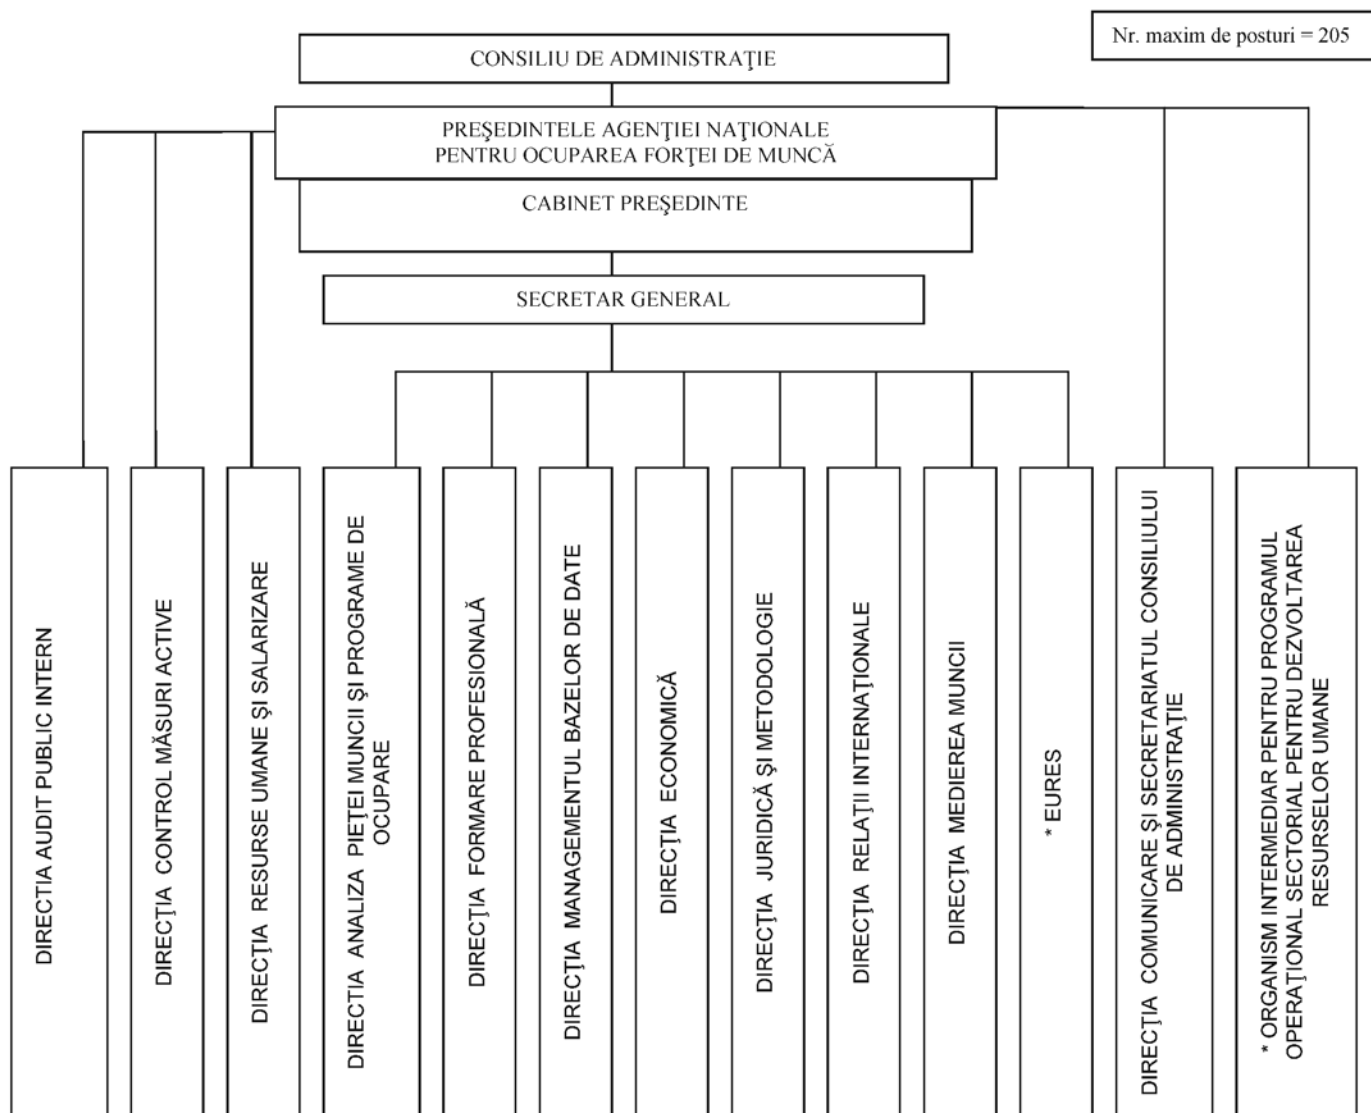 Nr. maxim de posturi = 205
CONSILIU DE ADMINISTRAŢIE
PREŞEDINTELE AGENŢIEI NAŢIONALE
PENTRU OCUPAREA FORŢEI DE MUNCĂ
CABINET PREŞEDINTE
SECRETAR GENERAL
DIRECTIA AUDIT PUBLIC INTERN
DIRECŢIA CONTROL MĂSURI ACTIVE
DIRECŢIA RESURSE UMANE ŞI SALARIZARE
DIRECTIA ANALIZA PIEŢEI MUNCII ŞI PROGRAME DE
OCUPARE
DIRECŢIA FORMARE PROFESIONALĂ
DIRECŢIA MANAGEMENTUL BAZELOR DE DATE
DIRECŢIA ECONOMICĂ
DIRECŢIA JURIDICĂ ŞI METODOLOGIE
DIRECŢIA RELAŢII INTERNAŢIONALE
DIRECŢIA MEDIEREA MUNCII
* EURES
DIRECŢIA COMUNICARE ŞI SECRETARIATUL CONSILIULUI
DE ADMINISTRAŢIE
* ORGANISM INTERMEDIAR PENTRU PROGRAMUL
OPERAŢIONAL SECTORIAL PENTRU DEZVOLTAREA
RESURSELOR UMANE